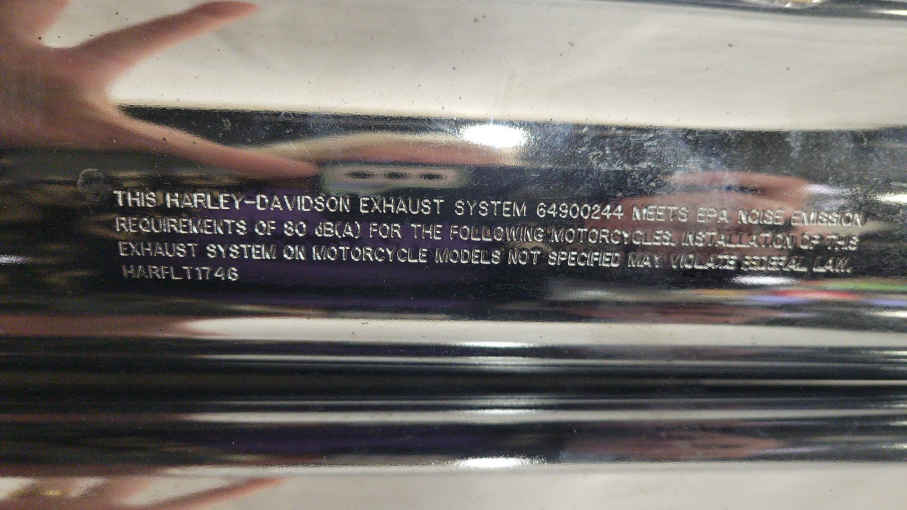 THIS HARLEY-DAVIDSON EXHAUST SYSTEM 64900244 MEETS EPA NOISE EMISSION
REQUIREMENTS OF 80 dB(A) FOR THE FOLLOWING MOTORCYCLES. INSTALLATION OF THIS
EXHAUST SYSTEM ON MOTORCYCLE MODELS NOT SPECIFIED MAY VIOLATE FEDERAL LAW.
HARFLT1746